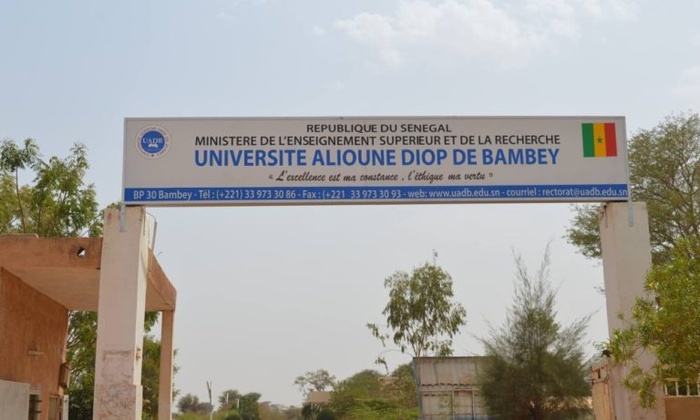 REPUBLIQUE DU SENEGAL
MINISTERE DE L'ENSEIGNEMENT SUPERIEUR ET DE LA RECHERCHE
UADB
UNIVERSITE ALIOUNE DIOP DE BAMBEY
« L'excellence est ma constance , l'éthique ma vertu »
BP 30 Bambey - Tél : (+221) 33 973 30 86 - Fax : (+221 33 973 30 93 - web: www.uadb.edu.sn - courriel : rectorat@uadb.edu.sn